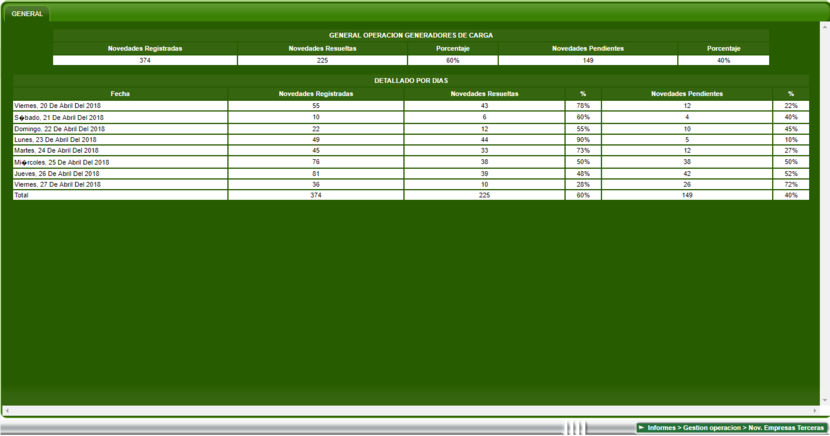 GENERAL
GENERAL OPERACION GENERADORES DE CARGA
Novedades Registradas Novedades Resueltas Porcentaje Novedades Pendientes Porcentaje
374 225 60% 149 40%
DETALLADO POR DIAS
Fecha Novedades Registradas Novedades Resueltas % Novedades Pendientes %
Viernes, 20 De Abril Del 2018 55 43 78% 12 22%
S�bado, 21 De Abril Del 2018 10 6 60% 4 40%
Domingo, 22 De Abril Del 2018 22 12 55% 10 45%
Lunes, 23 De Abril Del 2018 49 44 90% 5 10%
Martes, 24 De Abril Del 2018 45 33 73% 12 27%
Mi�rcoles, 25 De Abril Del 2018 76 38 50% 38 50%
Jueves, 26 De Abril Del 2018 81 39 48% 42 52%
Viernes, 27 De Abril Del 2018 36 10 28% 26 72%
Total 374 225 60% 149 40%
Informes > Gestion operacion > Nov. Empresas Terceras